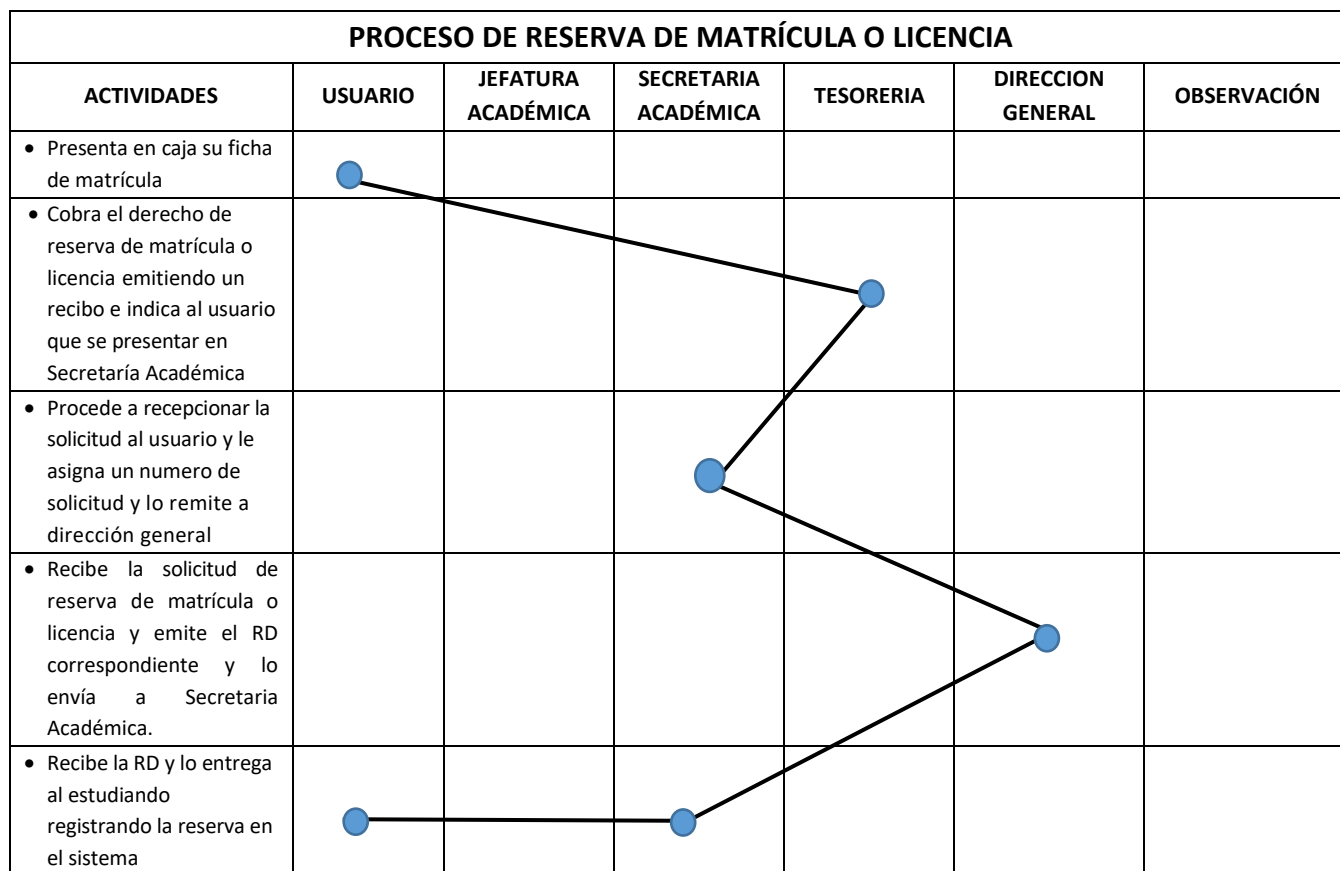 PROCESO DE RESERVA DE MATRÍCULA O LICENCIA
ACTIVIDADES
USUARIO
JEFATURA
ACADÉMICA
SECRETARIA
ACADÉMICA
TESORERIA
DIRECCION
GENERAL
OBSERVACIÓN
• Presenta en caja su ficha
de matrícula
• Cobra el derecho de
reserva de matrícula o
licencia emitiendo un
recibo e indica al usuario
que se presentar en
Secretaría Académica
• Procede a recepcionar la
solicitud al usuario y le
asigna un numero de
solicitud y lo remite a
dirección general
• Recibe la solicitud de
reserva de matrícula o
licencia y emite el RD
correspondiente y lo
envía a Secretaria
Académica.
• Recibe la RD y lo entrega
al estudiando
registrando la reserva en
el sistema